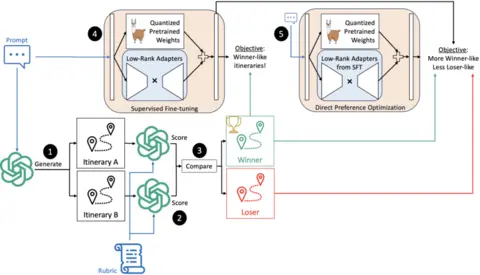 Prompt
4
Quantized
Pretrained
Weights
Low-Rank Adapters
×
+
Supervised Fine-tuning
Objective:
Winner-like
itineraries!
5
Quantized
Pretrained
Weights
Low-Rank Adapters
from SFT
×
+
Direct Preference Optimization
Objective:
More Winner-like
Less Loser-like
1
Generate
Itinerary A
Itinerary B
Score
Score
2
3
Compare
Winner
Loser
Rubric